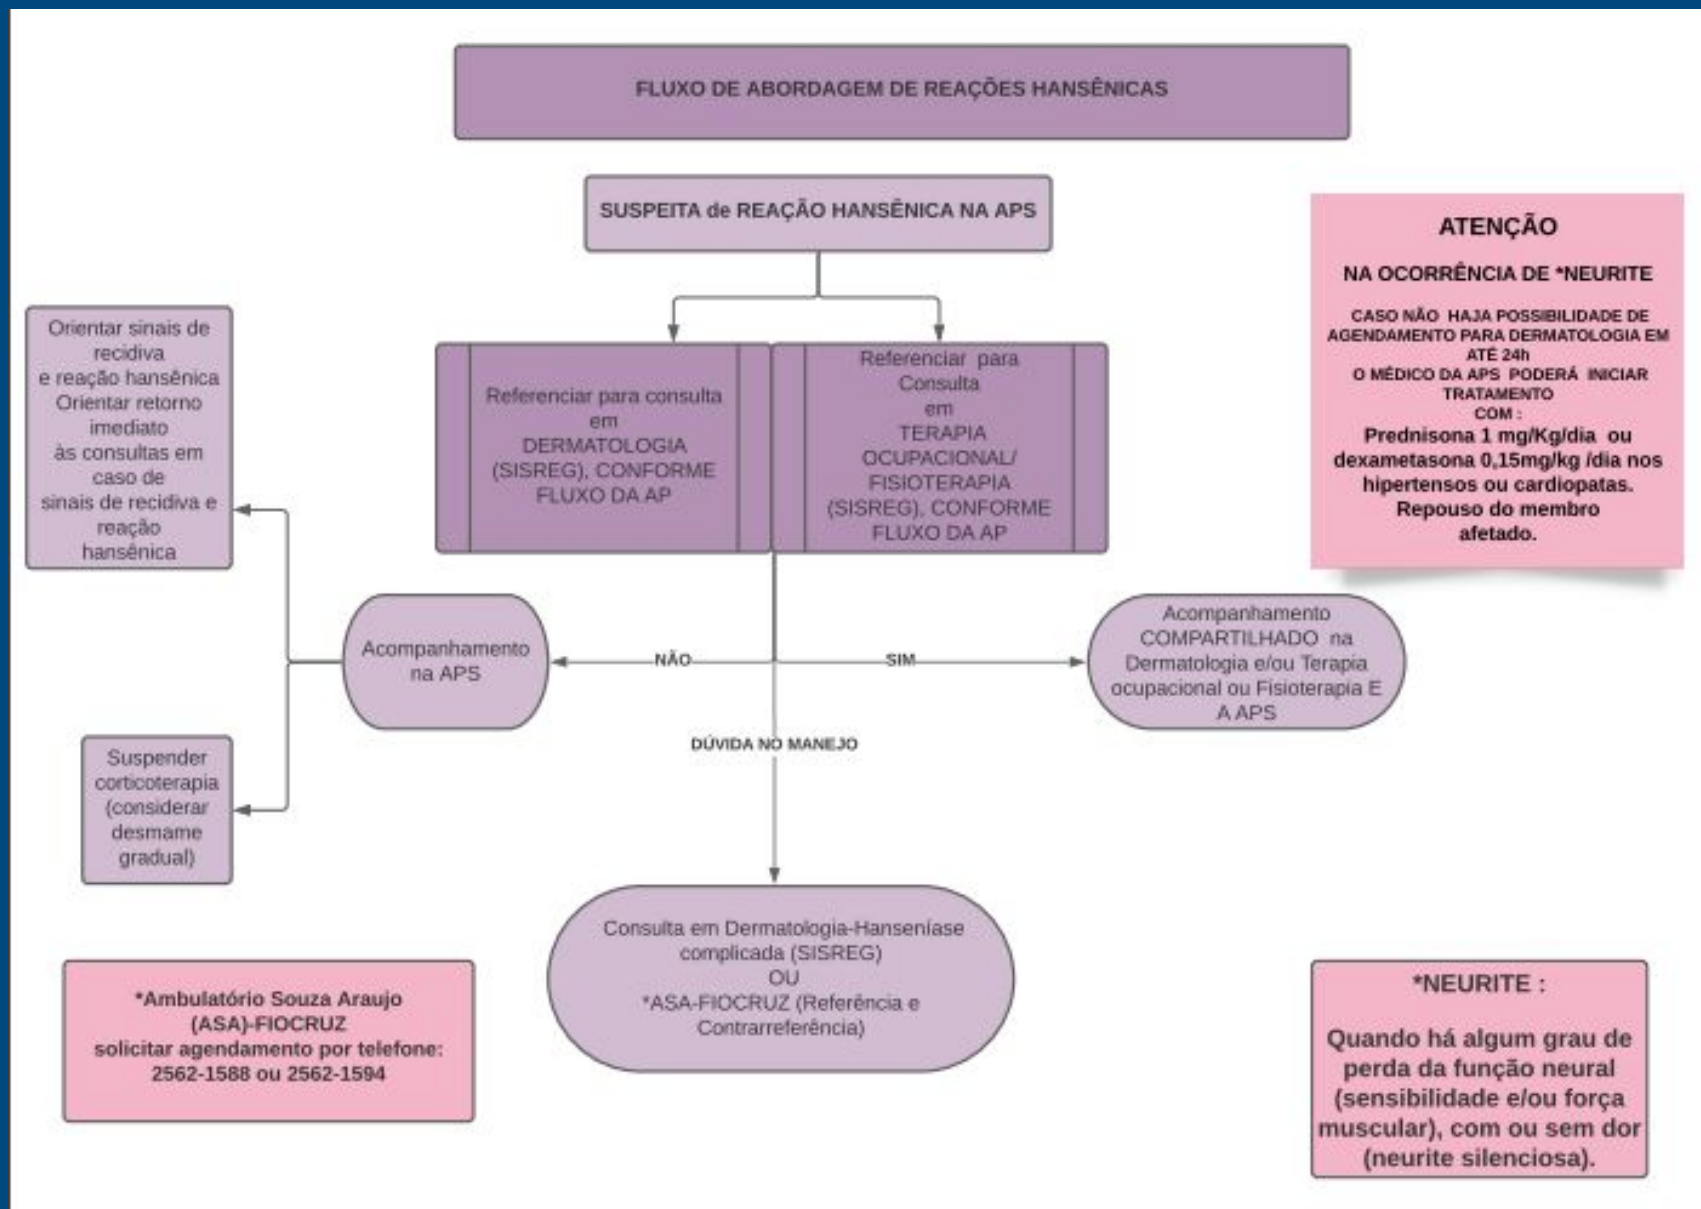 FLUXO DE ABORDAGEM DE REAÇÕES HANSÊNICAS
SUSPEITA de REAÇÃO HANSÊNICA NA APS
ATENÇÃO
NA OCORRÊNCIA DE *NEURITE
CASO NÃO HAJA POSSIBILIDADE DE
AGENDAMENTO PARA DERMATOLOGIA EM
ATÉ 24h
O MÉDICO DA APS PODERÁ INICIAR
TRATAMENTO
COM :
Prednisona 1 mg/Kg/dia ou
dexametasona 0,15mg/kg /dia nos
hipertensos ou cardiopatas.
Repouso do membro
afetado.
Orientar sinais de
recidiva
e reação hansênica
Orientar retorno
imediato
às consultas em
caso de
sinais de recidiva e
reação
hansênica
Referenciar para consulta
em
DERMATOLOGIA
(SISREG), CONFORME
FLUXO DA AP
Referenciar para
Consulta
em
TERAPIA
OCUPACIONAL/
FISIOTERAPIA
(SISREG), CONFORME
FLUXO DA AP
Acompanhamento
na APS
NÃO
SIM
Acompanhamento
COMPARTILHADO na
Dermatologia e/ou Terapia
ocupacional ou Fisioterapia E
A APS
DÚVIDA NO MANEJO
Suspender
corticoterapia
(considerar
desmame
gradual)
Consulta em Dermatologia-Hanseníase
complicada (SISREG)
OU
*ASA-FIOCRUZ (Referência e
Contrarreferência)
*Ambulatório Souza Araujo
(ASA)-FIOCRUZ
solicitar agendamento por telefone:
2562-1588 ou 2562-1594
*NEURITE :
Quando há algum grau de
perda da função neural
(sensibilidade e/ou força
muscular), com ou sem dor
(neurite silenciosa).